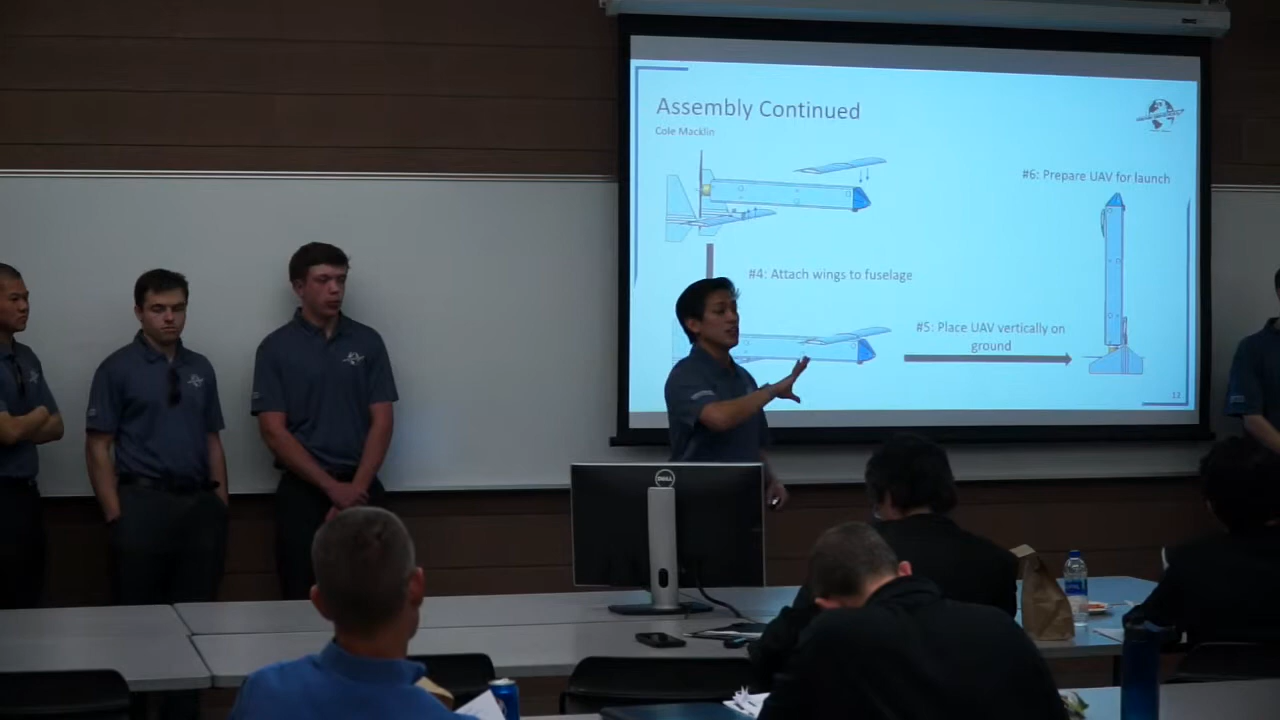 Assembly Continued
Cole Macklin
#6: Prepare UAV for launch
#4: Attach wings to fuselage
#5: Place UAV vertically on
ground
13
DELL